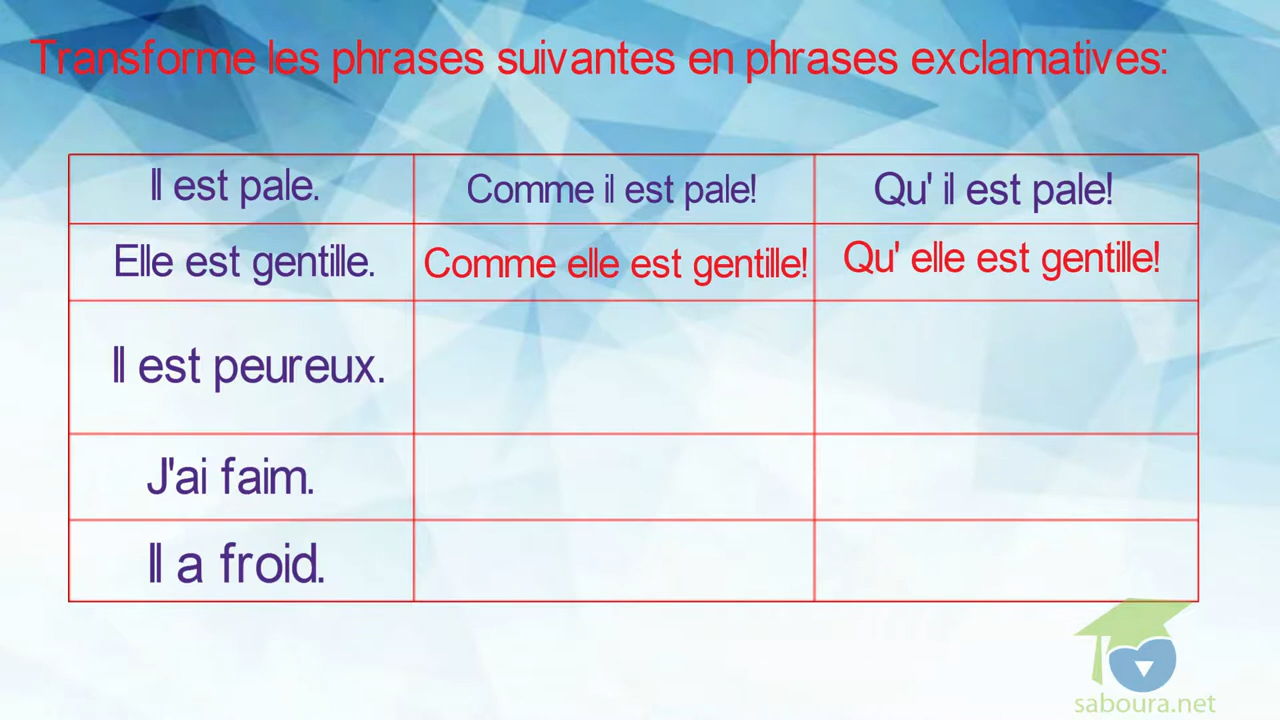 Transforme les phrases suivantes en phrases exclamatives:
Il est pale. Comme il est pale! Qu' il est pale!
Elle est gentille. Comme elle est gentille! Qu' elle est gentille!
Il est peureux.
J'ai faim.
Il a froid.
saboura.net